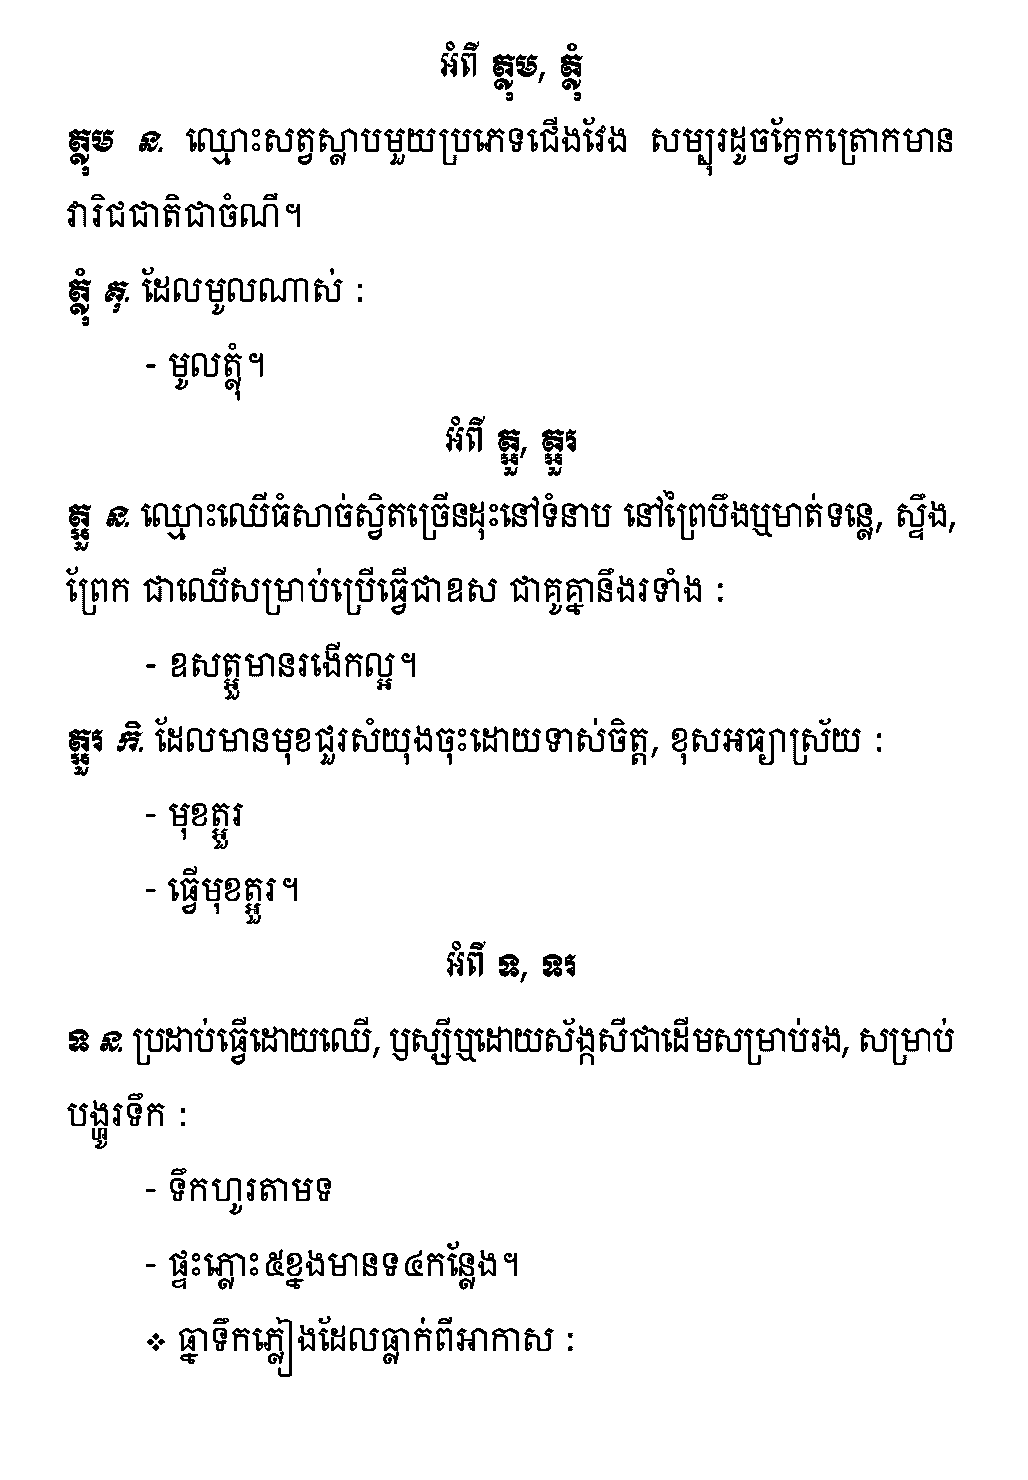 អំពី ត្លុម, ត្លុំ
ត្លុម ន. ឈ្មោះសត្វស្លាបមួយប្រភេទជើងវែង សម្បុរដូចក្អែកត្រោកមាន
វារិជជាតិជាចំណី។
ត្លុំ គុ. ដែលមូលណាស់ :
- មូលត្លុំ។
អំពី ត្អួ, ត្អួរ
ត្អួ ន. ឈ្មោះឈើធំសាច់ស្វិតច្រើនដុះនៅទំនាប នៅព្រៃបឹងឬមាត់ទន្លេ, ស្ទឹង,
ព្រែក ជាឈើសម្រាប់ប្រើធ្វើជាឧស ជាគូគ្នានឹងរទាំង :
- ឧសត្អួមានរងើកល្អ។
ត្អួរ កិ. ដែលមានមុខជួរសំយុងចុះដោយទាស់ចិត្ត, ខុសអធ្យាស្រ័យ :
- មុខត្អួរ
- ធ្វើមុខត្អួរ។
អំពី ទ, ទរ
ទ ន. ប្រដាប់ធ្វើដោយឈើ, ឫស្សីឬដោយស័ង្កសីជាដើមសម្រាប់រង, សម្រាប់
បង្ហូរទឹក :
- ទឹកហូរតាមទ
- ផ្ទះភ្លោះ៥ខ្នងមានទ៤កន្លែង។
❖ ធ្នាទឹកភ្លៀងដែលធ្លាក់ពីអាកាស :